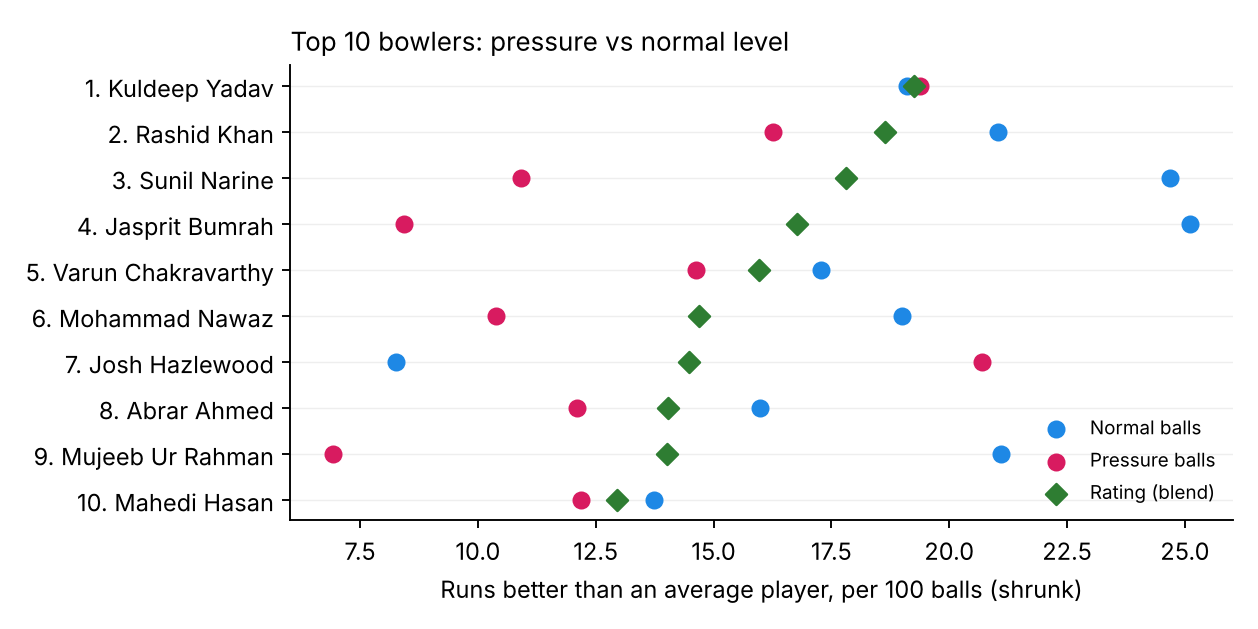 Top 10 bowlers: pressure vs normal level
1. Kuldeep Yadav
2. Rashid Khan
3. Sunil Narine
4. Jasprit Bumrah
5. Varun Chakravarthy
6. Mohammad Nawaz
7. Josh Hazlewood
8. Abrar Ahmed
9. Mujeeb Ur Rahman
10. Mahedi Hasan
Normal balls
Pressure balls
Rating (blend)
7.5 10.0 12.5 15.0 17.5 20.0 22.5 25.0
Runs better than an average player, per 100 balls (shrunk)